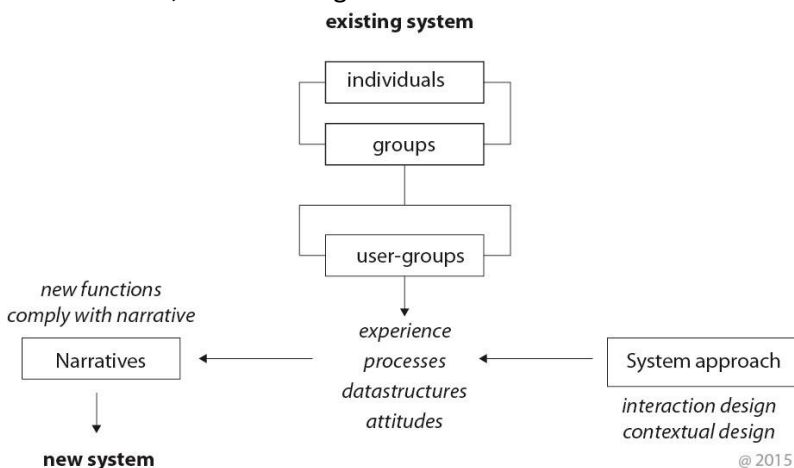 existing system
individuals
groups
user-groups
new functions
comply with narrative
Narratives
new system
experience
processes
datastructures
attitudes
System approach
interaction design
contextual design
@ 2015